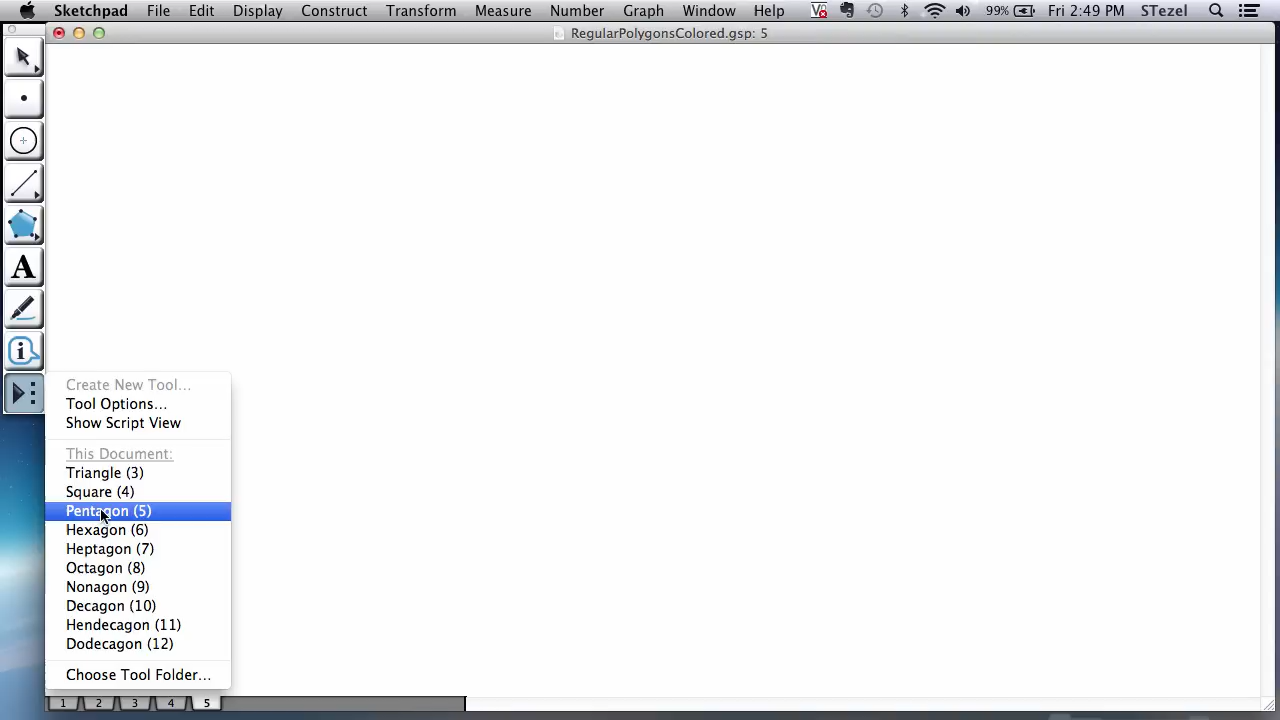 Sketchpad File Edit Display Construct Transform Measure Number Graph Window Help 99% Fri 2:49 PM STezel
RegularPolygonsColored.gsp: 5
A
i
Create New Tool...
Tool Options...
Show Script View
This Document:
Triangle (3)
Square (4)
Pentagon (5)
Hexagon (6)
Heptagon (7)
Octagon (8)
Nonagon (9)
Decagon (10)
Hendecagon (11)
Dodecagon (12)
Choose Tool Folder...
1 2 3 4 5